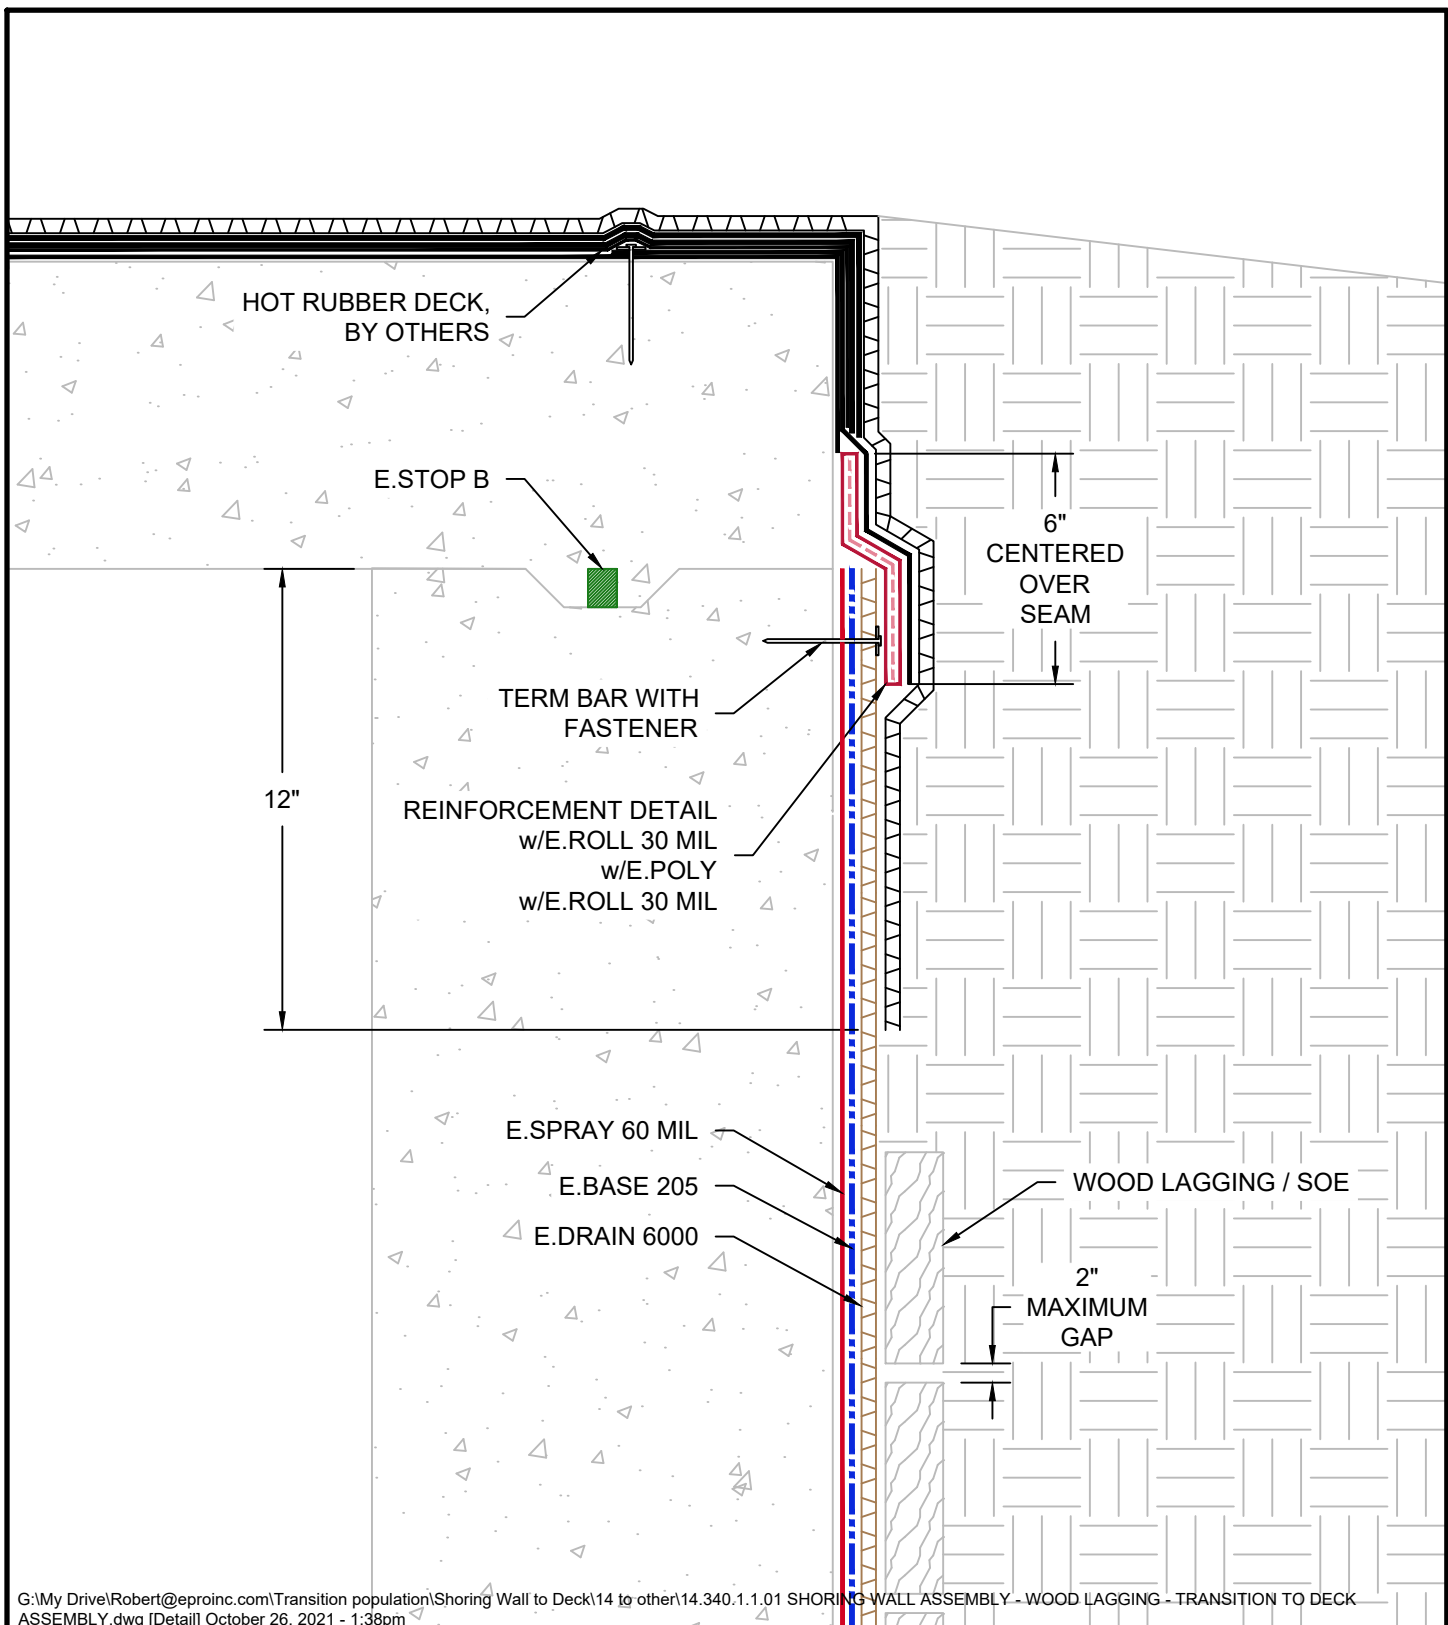 HOT RUBBER DECK,
BY OTHERS
E.STOP B
6"
CENTERED
OVER
SEAM
TERM BAR WITH
FASTENER
12"
REINFORCEMENT DETAIL
w/E.ROLL 30 MIL
w/E.POLY
w/E.ROLL 30 MIL
E.SPRAY 60 MIL
E.BASE 205
E.DRAIN 6000
WOOD LAGGING / SOE
2"
MAXIMUM
GAP
G:\My Drive\Robert@eproinc.com\Transition population\Shoring Wall to Deck\14 to other\14.340.1.1.01 SHORING WALL ASSEMBLY - WOOD LAGGING - TRANSITION TO DECK
ASSEMBLY.dwg [Detail] October 26, 2021 - 1:38pm